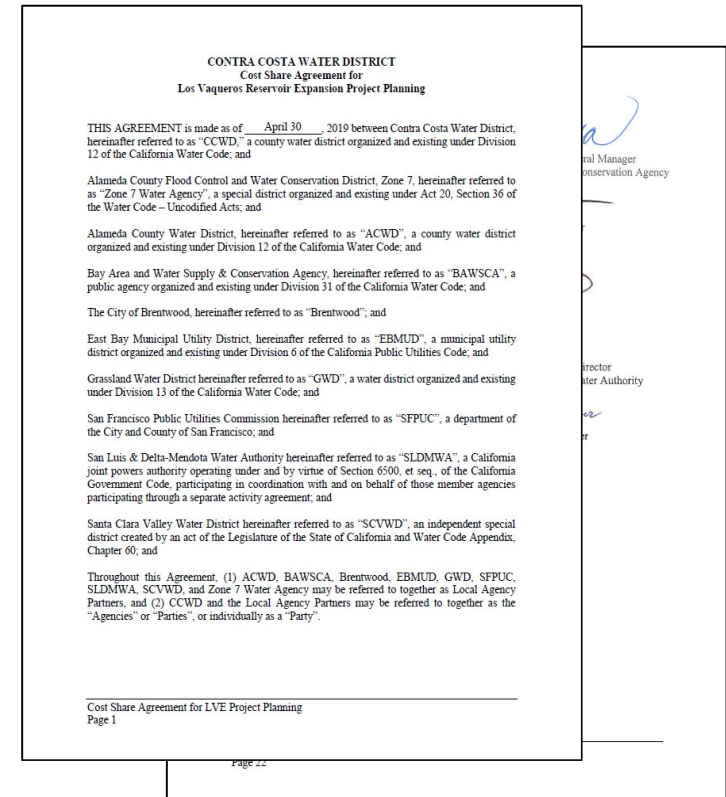 CONTRA COSTA WATER DISTRICT
Cost Share Agreement for
Los Vaqueros Reservoir Expansion Project Planning
THIS AGREEMENT is made as of April 30, 2019 between Contra Costa Water District,
hereinafter referred to as “CCWD,” a county water district organized and existing under Division
12 of the California Water Code; and
Alameda County Flood Control and Water Conservation District, Zone 7, hereinafter referred to
as “Zone 7 Water Agency”, a special district organized and existing under Act 20, Section 36 of
the Water Code – Uncodified Acts; and
Alameda County Water District, hereinafter referred to as “ACWD”, a county water district
organized and existing under Division 12 of the California Water Code; and
Bay Area and Water Supply & Conservation Agency, hereinafter referred to as “BAWSCA”, a
public agency organized and existing under Division 31 of the California Water Code; and
The City of Brentwood, hereinafter referred to as “Brentwood”; and
East Bay Municipal Utility District, hereinafter referred to as “EBMUD”, a municipal utility
district organized and existing under Division 6 of the California Public Utilities Code; and
Grassland Water District hereinafter referred to as “GWD”, a water district organized and existing
under Division 13 of the California Water Code; and
San Francisco Public Utilities Commission hereinafter referred to as “SFPUC”, a department of
the City and County of San Francisco; and
San Luis & Delta-Mendota Water Authority hereinafter referred to as “SLDMWA”, a California
joint powers authority operating under and by virtue of Section 6500, et seq., of the California
Government Code, participating in coordination with and on behalf of those member agencies
participating through a separate activity agreement; and
Santa Clara Valley Water District hereinafter referred to as “SCVWD”, an independent special
district created by an act of the Legislature of the State of California and Water Code Appendix,
Chapter 60; and
Throughout this Agreement, (1) ACWD, BAWSCA, Brentwood, EBMUD, GWD, SFPUC,
SLDMWA, SCVWD, and Zone 7 Water Agency may be referred to together as Local Agency
Partners, and (2) CCWD and the Local Agency Partners may be referred to together as the
“Agencies” or “Parties”, or individually as a “Party”.
Cost Share Agreement for LVE Project Planning
Page 1
ral Manager
onservation Agency
irector
ater Authority
er
Page 22